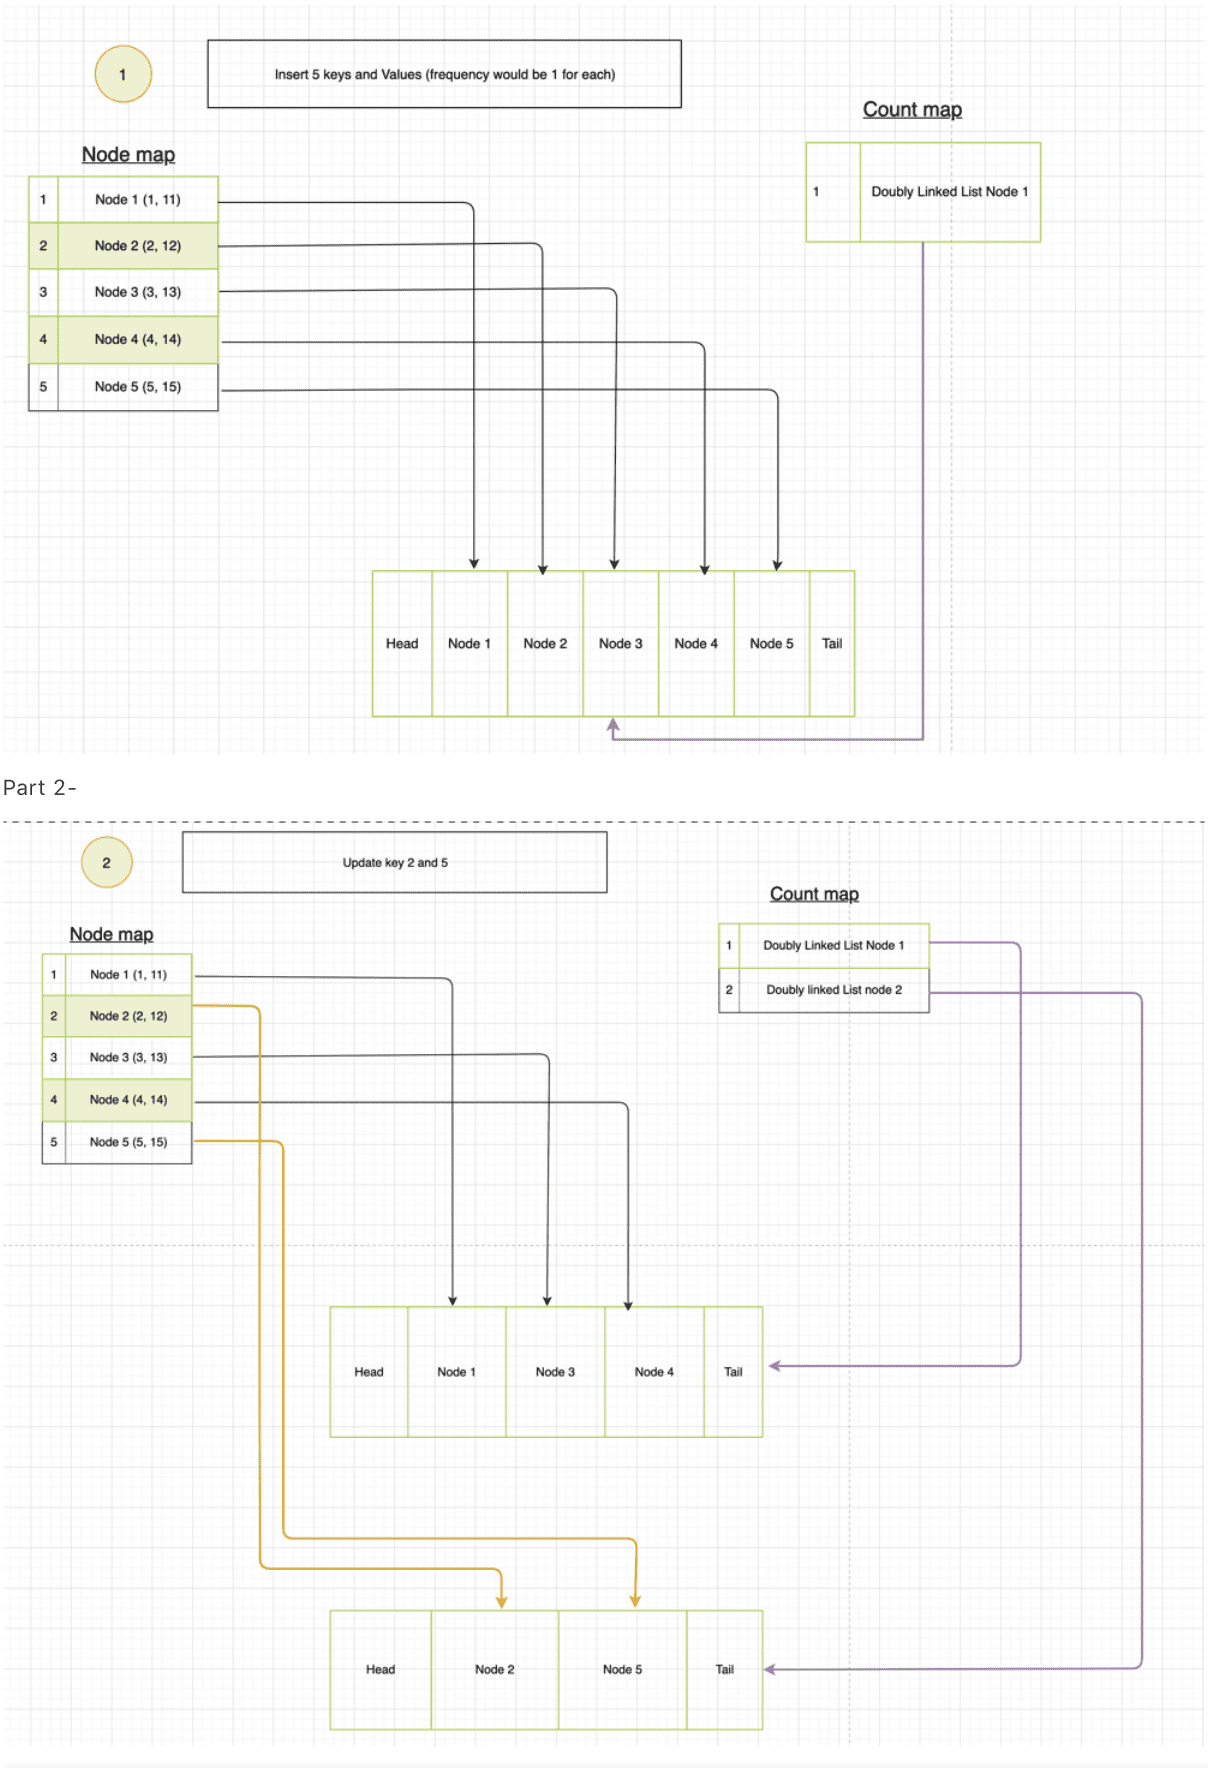 1
Insert 5 keys and Values (frequency would be 1 for each)
Count map
1
Doubly Linked List Node 1
Node map
1
Node 1 (1, 11)
2
Node 2 (2, 12)
3
Node 3 (3, 13)
4
Node 4 (4, 14)
5
Node 5 (5, 15)
Head
Node 1
Node 2
Node 3
Node 4
Node 5
Tail
Part 2-
2
Update key 2 and 5
Count map
1
Doubly Linked List Node 1
2
Doubly linked List node 2
Node map
1
Node 1 (1, 11)
2
Node 2 (2, 12)
3
Node 3 (3, 13)
4
Node 4 (4, 14)
5
Node 5 (5, 15)
Head
Node 1
Node 3
Node 4
Tail
Head
Node 2
Node 5
Tail